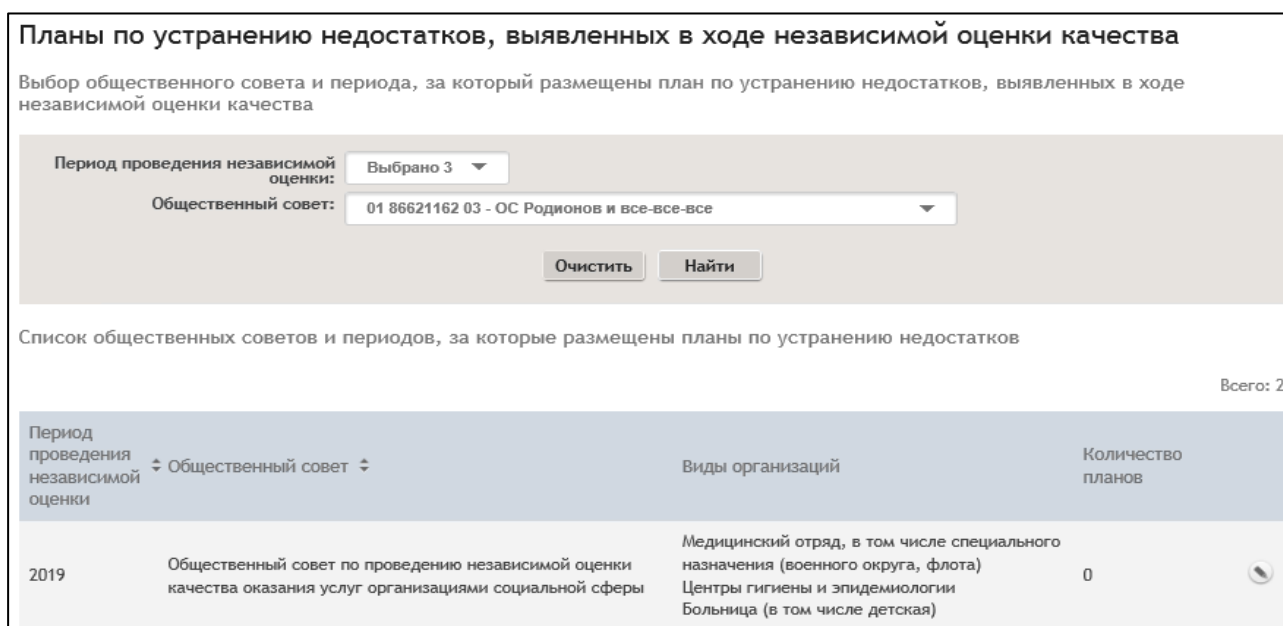 Планы по устранению недостатков, выявленных в ходе независимой оценки качества
Выбор общественного совета и периода, за который размещены план по устранению недостатков, выявленных в ходе
независимой оценки качества
Период проведения независимой
оценки:
Выбрано 3
Общественный совет:
01 86621162 03 - ОС Родионов и все-все-все
Очистить
Найти
Список общественных советов и периодов, за которые размещены планы по устранению недостатков
Всего: 2
Период
проведения
независимой
оценки
Общественный совет
Виды организаций
Количество
планов
2019
Общественный совет по проведению независимой оценки
качества оказания услуг организациями социальной сферы
Медицинский отряд, в том числе специального
назначения (военного округа, флота)
Центры гигиены и эпидемиологии
Больница (в том числе детская)
0